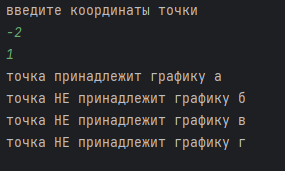 введите координаты точки
-2
1
точка принадлежит графику а
точка НЕ принадлежит графику б
точка НЕ принадлежит графику в
точка НЕ принадлежит графику г